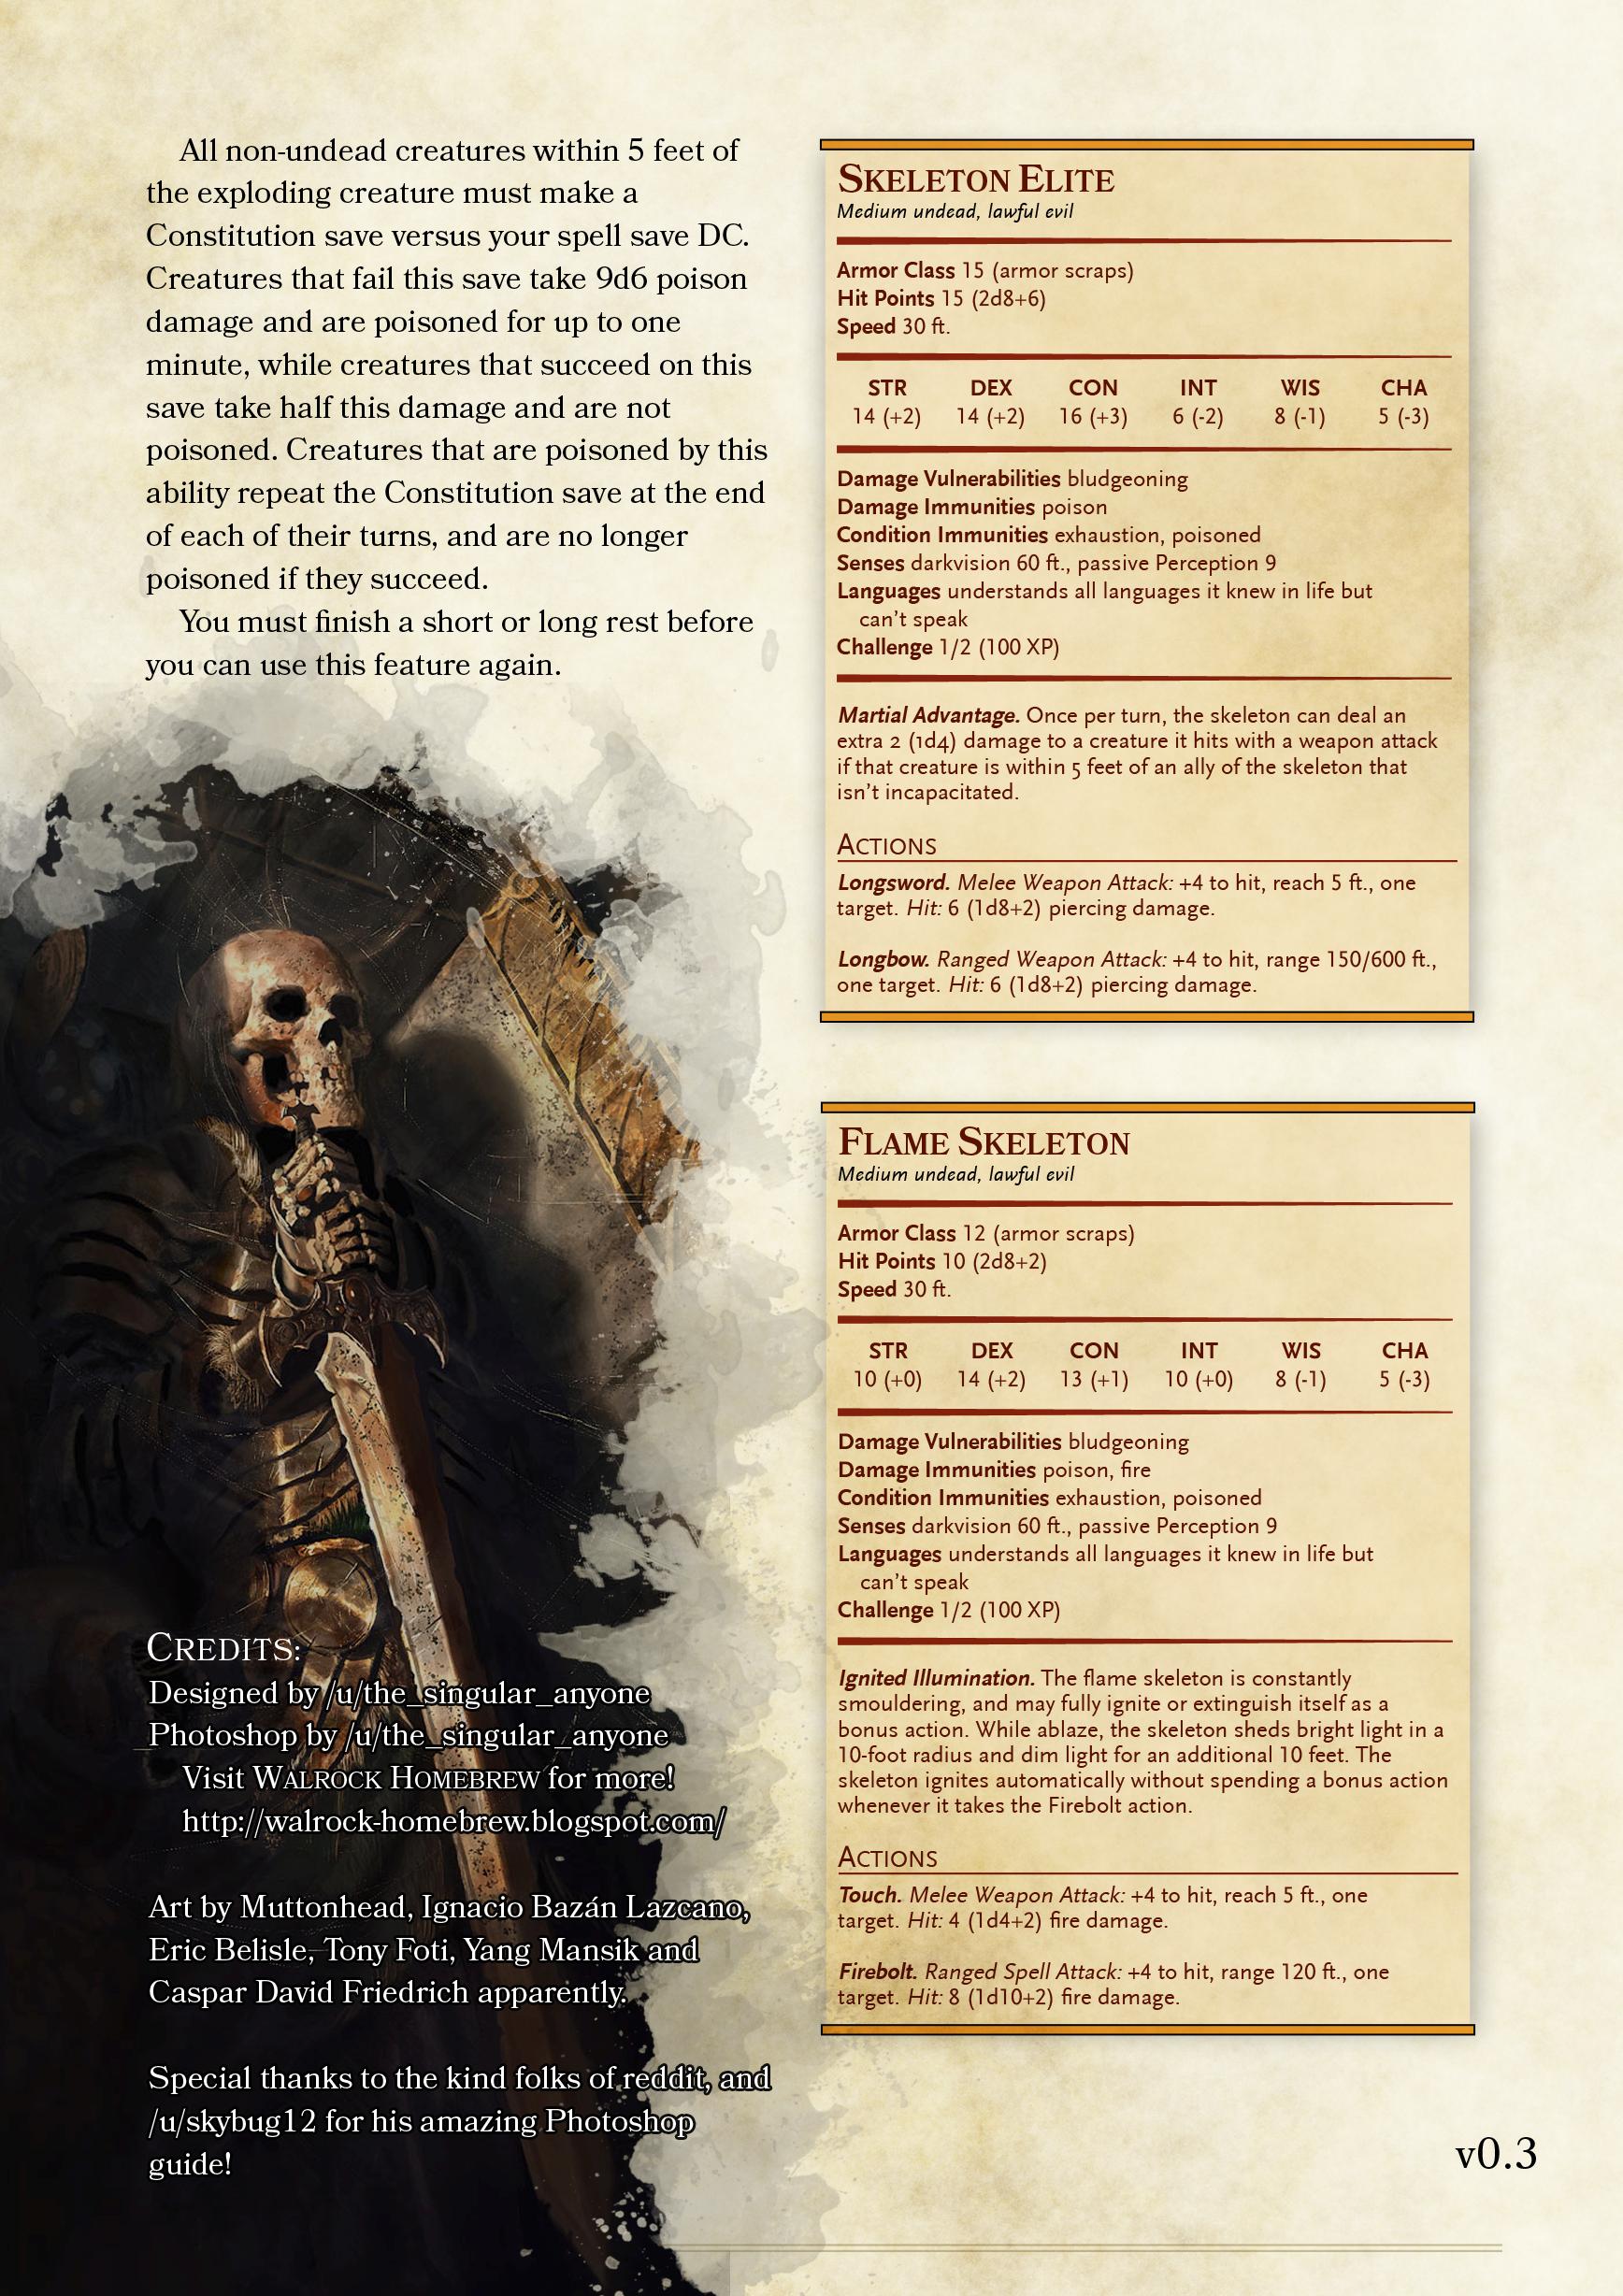 All non-undead creatures within 5 feet of
the exploding creature must make a
Constitution save versus your spell save DC.
Creatures that fail this save take 9d6 poison
damage and are poisoned for up to one
minute, while creatures that succeed on this
save take half this damage and are not
poisoned. Creatures that are poisoned by this
ability repeat the Constitution save at the end
of each of their turns, and are no longer
poisoned if they succeed.
You must finish a short or long rest before
you can use this feature again.
CREDITS:
Designed by /u/the_singular_anyone
Photoshop by /u/the_singular_anyone
Visit WALROCK HOMEBREW for more!
http://walrock-homebrew.blogspot.com/
Art by Muttonhead, Ignacio Bazán Lazcano,
Eric Belisle, Tony Foti, Yang Mansik and
Caspar David Friedrich apparently.
Special thanks to the kind folks of reddit, and
/u/skybug12 for his amazing Photoshop
guide!
SKELETON ELITE
Medium undead, lawful evil
Armor Class 15 (armor scraps)
Hit Points 15 (2d8+6)
Speed 30 ft.
STR DEX CON INT WIS CHA
14 (+2) 14 (+2) 16 (+3) 6 (-2) 8 (-1) 5 (-3)
Damage Vulnerabilities bludgeoning
Damage Immunities poison
Condition Immunities exhaustion, poisoned
Senses darkvision 60 ft., passive Perception 9
Languages understands all languages it knew in life but
can't speak
Challenge 1/2 (100 XP)
Martial Advantage. Once per turn, the skeleton can deal an
extra 2 (1d4) damage to a creature it hits with a weapon attack
if that creature is within 5 feet of an ally of the skeleton that
isn't incapacitated.
ACTIONS
Longsword. Melee Weapon Attack: +4 to hit, reach 5 ft., one
target. Hit: 6 (1d8+2) piercing damage.
Longbow. Ranged Weapon Attack: +4 to hit, range 150/600 ft.,
one target. Hit: 6 (1d8+2) piercing damage.
FLAME SKELETON
Medium undead, lawful evil
Armor Class 12 (armor scraps)
Hit Points 10 (2d8+2)
Speed 30 ft.
STR DEX CON INT WIS CHA
10 (+0) 14 (+2) 13 (+1) 10 (+0) 8 (-1) 5 (-3)
Damage Vulnerabilities bludgeoning
Damage Immunities poison, fire
Condition Immunities exhaustion, poisoned
Senses darkvision 60 ft., passive Perception 9
Languages understands all languages it knew in life but
can't speak
Challenge 1/2 (100 XP)
Ignited Illumination. The flame skeleton is constantly
smouldering, and may fully ignite or extinguish itself as a
bonus action. While ablaze, the skeleton sheds bright light in a
10-foot radius and dim light for an additional 10 feet. The
skeleton ignites automatically without spending a bonus action
whenever it takes the Firebolt action.
ACTIONS
Touch. Melee Weapon Attack: +4 to hit, reach 5 ft., one
target. Hit: 4 (1d4+2) fire damage.
Firebolt. Ranged Spell Attack: +4 to hit, range 120 ft., one
target. Hit: 8 (1d10+2) fire damage.
v0.3